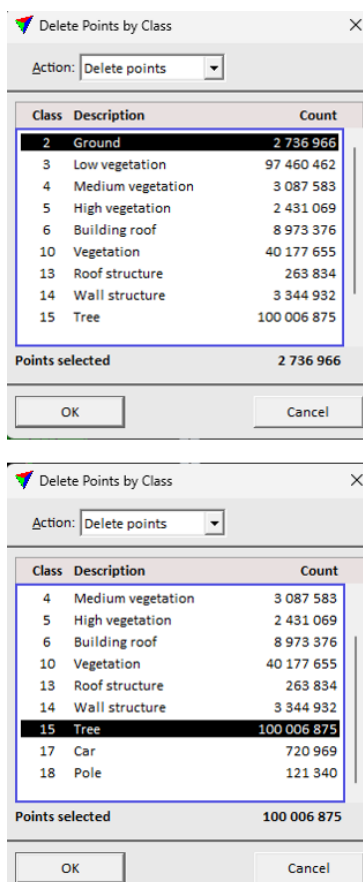 Delete Points by Class
Action: Delete points
Class Description Count
2 Ground 2 736 966
3 Low vegetation 97 460 462
4 Medium vegetation 3 087 583
5 High vegetation 2 431 069
6 Building roof 8 973 376
10 Vegetation 40 177 655
13 Roof structure 263 834
14 Wall structure 3 344 932
15 Tree 100 006 875
Points selected 2 736 966
OK Cancel
Delete Points by Class
Action: Delete points
Class Description Count
4 Medium vegetation 3 087 583
5 High vegetation 2 431 069
6 Building roof 8 973 376
10 Vegetation 40 177 655
13 Roof structure 263 834
14 Wall structure 3 344 932
15 Tree 100 006 875
17 Car 720 969
18 Pole 121 340
Points selected 100 006 875
OK Cancel